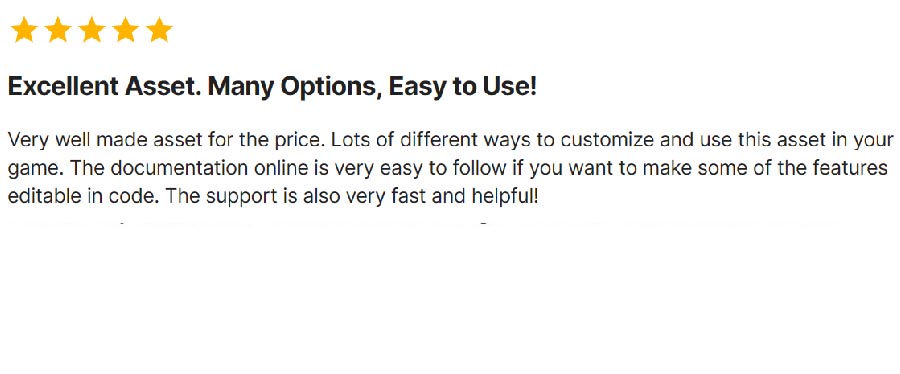 Excellent Asset. Many Options, Easy to Use!
Very well made asset for the price. Lots of different ways to customize and use this asset in your
game. The documentation online is very easy to follow if you want to make some of the features
editable in code. The support is also very fast and helpful!